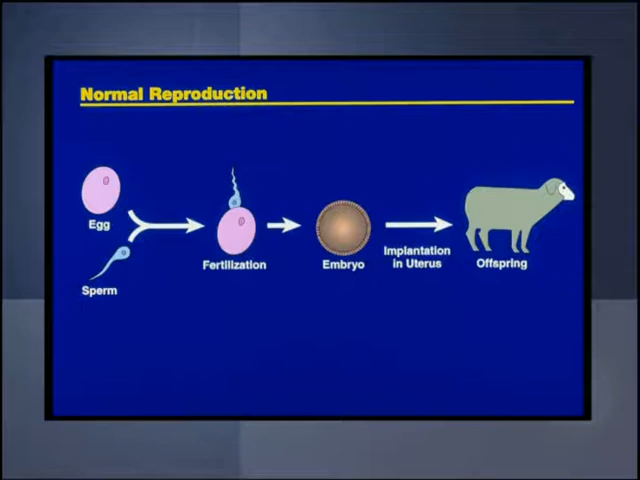 Normal Reproduction
Egg
Sperm
Fertilization
Embryo
Implantation
in Uterus
Offspring